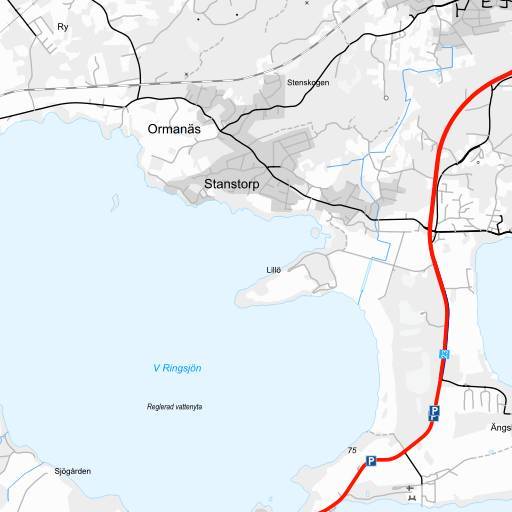 Ry
Stenskogen
Ormanäs
Stanstorp
Lillö
V Ringsjön
Reglerad vattenyta
P
Ängs
75
P
Sjögården